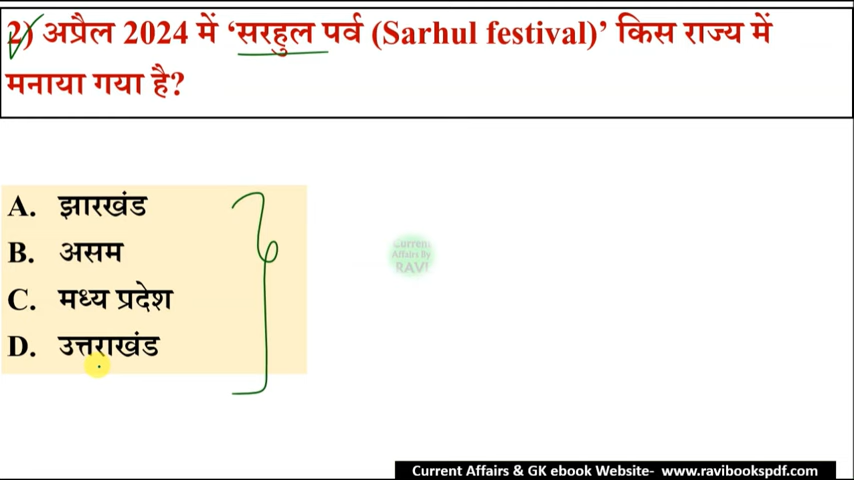 2) अप्रैल 2024 में ‘सरहुल पर्व (Sarhul festival)’ किस राज्य में
मनाया गया है?
A. झारखंड
B. असम
C. मध्य प्रदेश
D. उत्तराखंड
Current
Affairs By
RAVI
Current Affairs & GK ebook Website- www.ravibookspdf.com